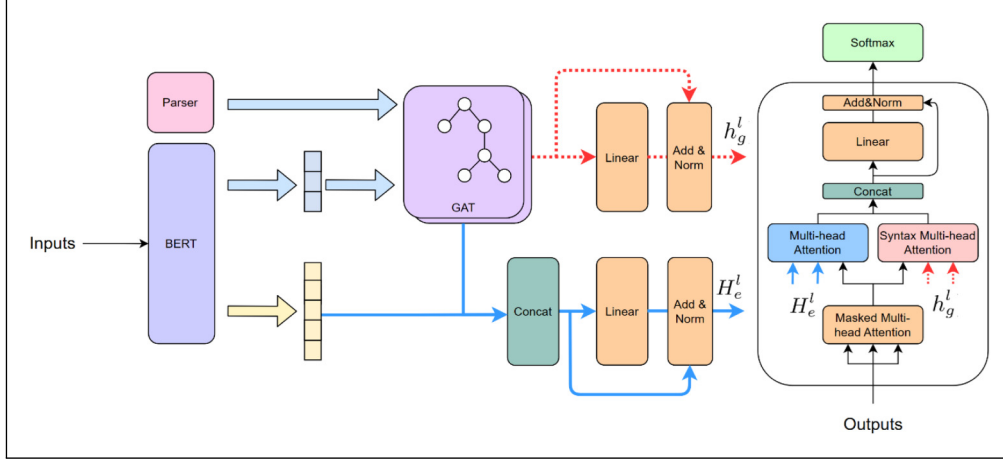 Softmax
Parser
Add&Norm
Linear
Add &
Norm
$h_g^l$
Linear
Concat
GAT
Multi-head
Attention
Syntax Multi-head
Attention
Inputs
BERT
$H_e^l$
$h_g^l$
Concat
Linear
Add &
Norm
$H_e^l$
Masked Multi-
head Attention
Outputs